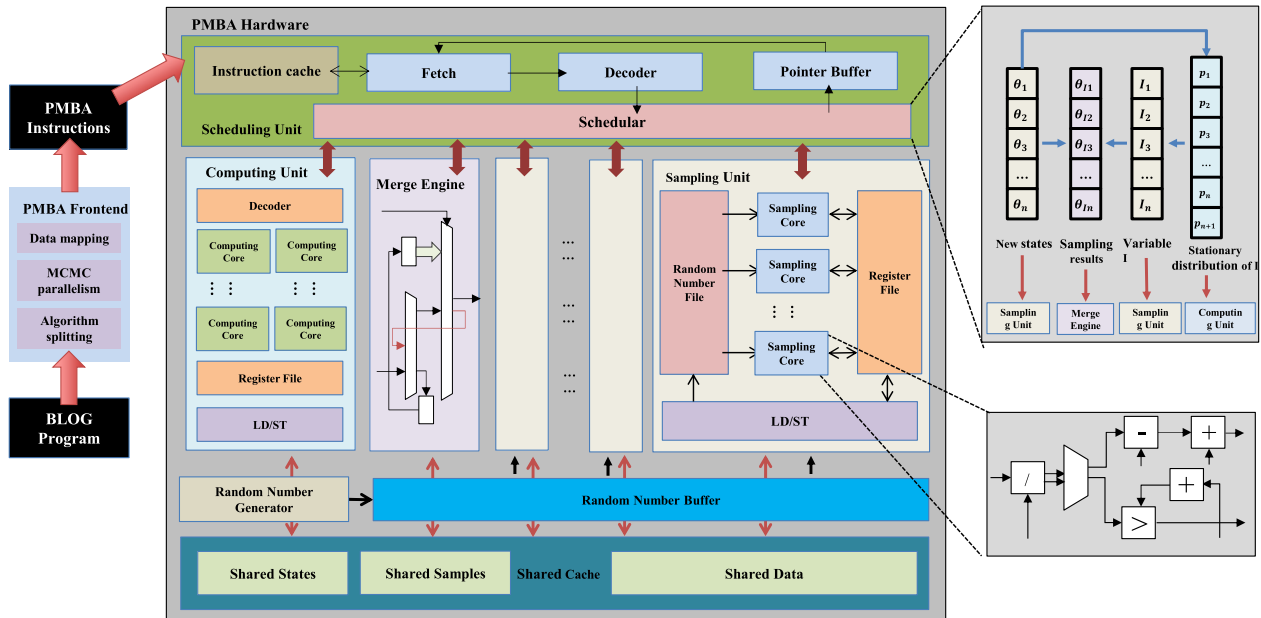 PMBA Hardware
Instruction cache
Fetch
Decoder
Pointer Buffer
Scheduling Unit
Schedular
PMBA
Instructions
PMBA Frontend
Data mapping
MCMC
parallelism
Algorithm
splitting
BLOG
Program
Computing Unit
Decoder
Computing
Core
Computing
Core
: :
: :
Computing
Core
Computing
Core
Register File
LD/ST
Merge Engine
...
...
...
...
...
...
Sampling Unit
Random
Number
File
Sampling
Core
Sampling
Core
: :
Sampling
Core
Register
File
LD/ST
Random Number
Generator
Random Number Buffer
Shared States
Shared Samples
Shared Cache
Shared Data
θ1
θ2
θ3
...
θn
θI1
θI2
θI3
...
θIn
I1
I2
I3
...
In
p1
p2
p3
...
pn
pn+1
New states
Sampling
results
Variable
I
Stationary
distribution of I
Samplin
g Unit
Merge
Engine
Samplin
g Unit
Computin
g Unit
/
-
+
+
>